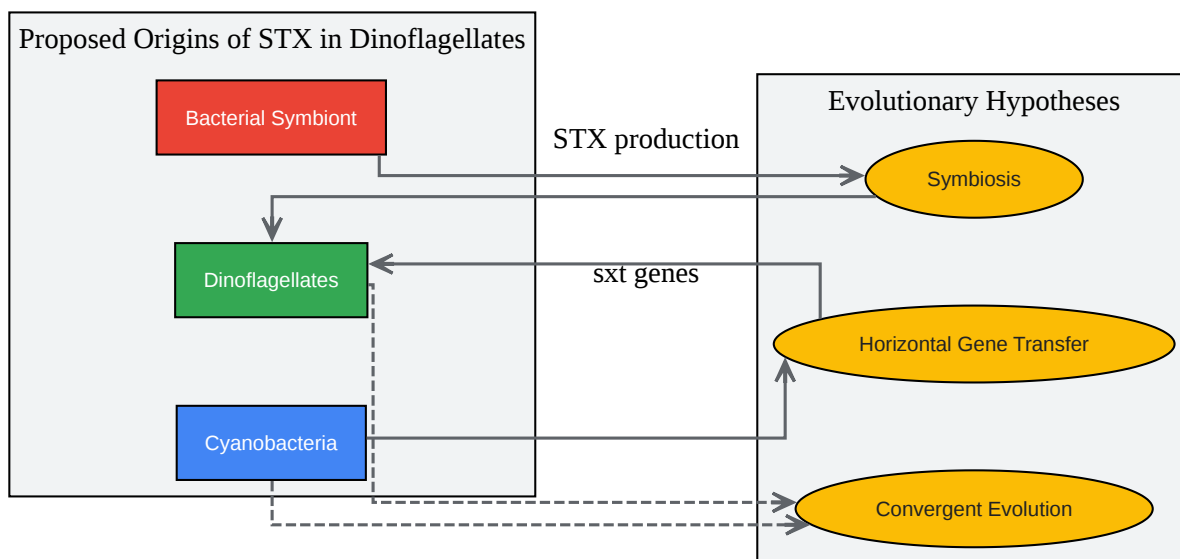 Proposed Origins of STX in Dinoflagellates
Bacterial Symbiont
Dinoflagellates
Cyanobacteria
STX production
sxt genes
Evolutionary Hypotheses
Symbiosis
Horizontal Gene Transfer
Convergent Evolution